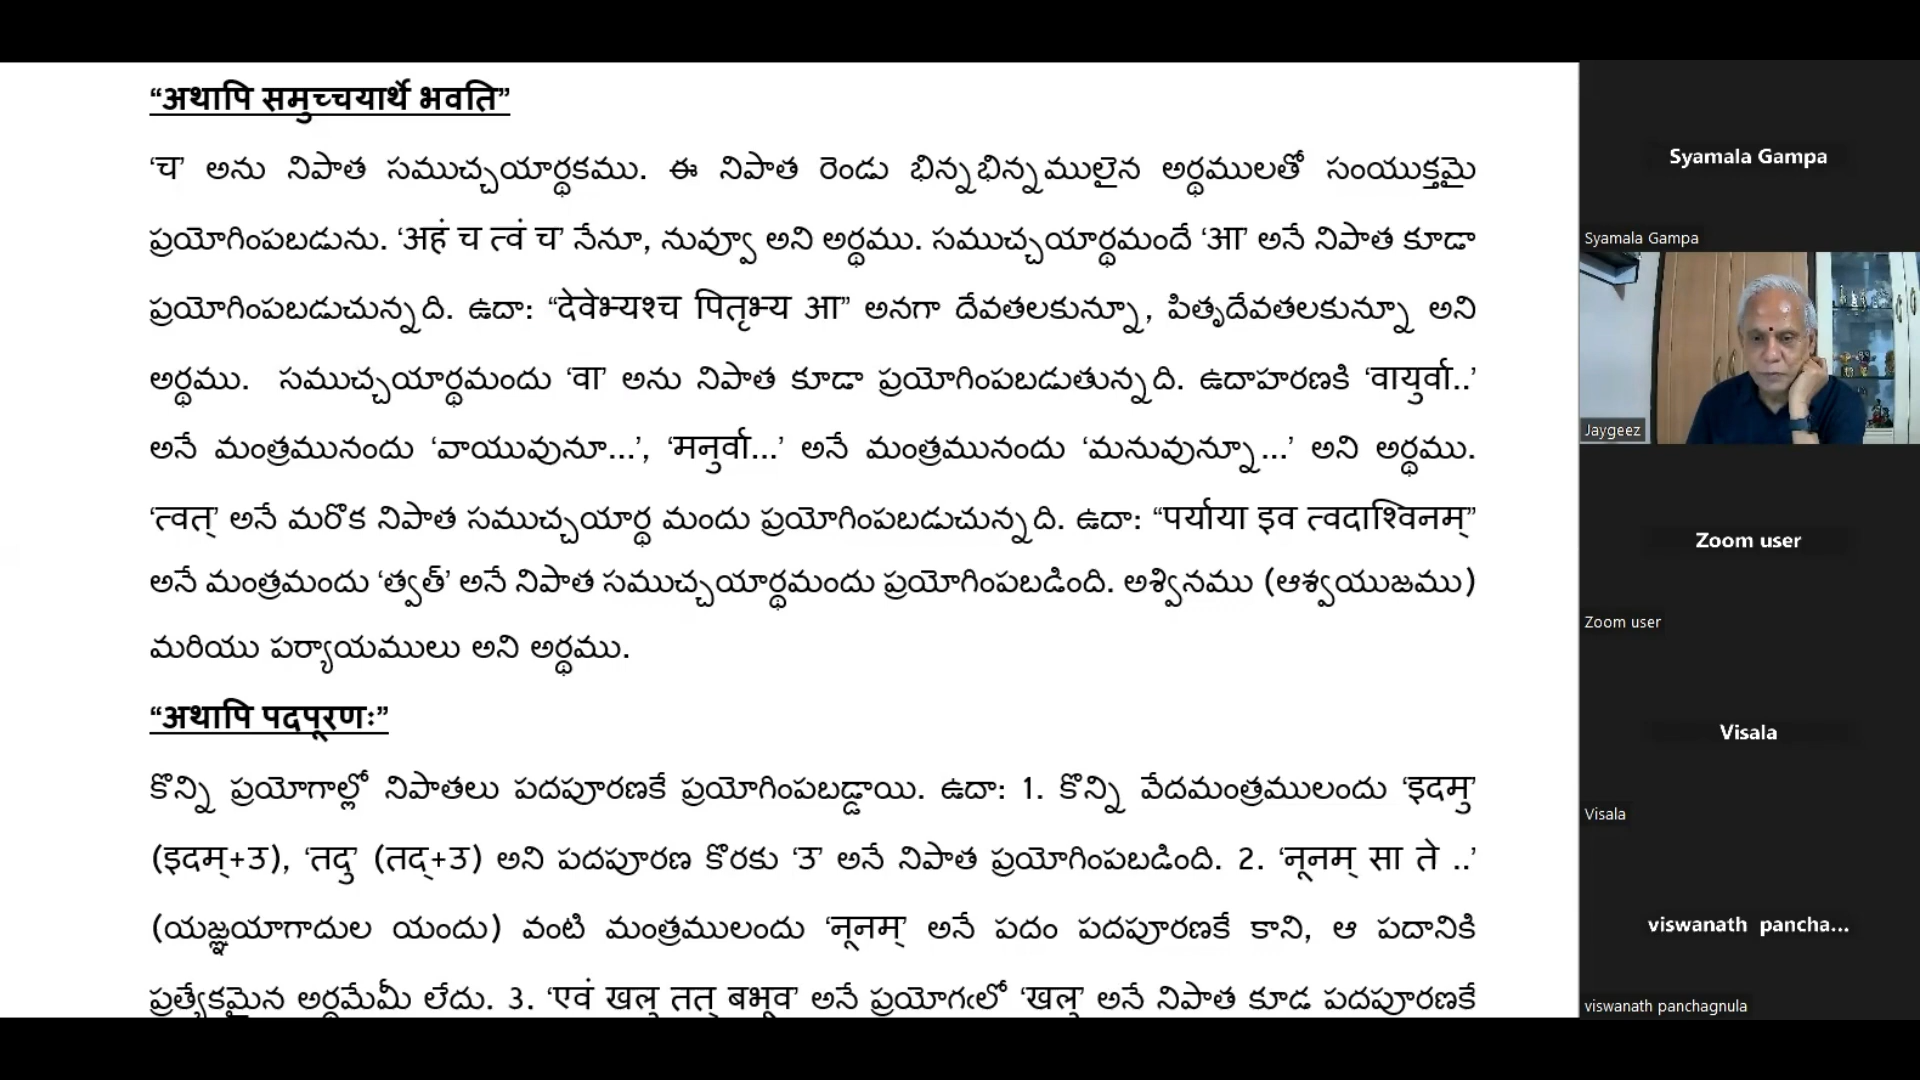 “अथापि समुच्चयार्थे भवति”
‘च’ అను నిపాత సముచ్చయార్థకము. ఈ నిపాత రెండు భిన్నభిన్నములైన అర్థములతో సంయుక్తమై
ప్రయోగింపబడును. ‘अहं च त्वं च’ నేనూ, నువ్వూ అని అర్థము. సముచ్చయార్థమందే ‘आ’ అనే నిపాత కూడా
ప్రయోగింపబడుచున్నది. ఉదా: “देवेभ्यश्च पितृभ्य आ” అనగా దేవతలకున్నూ, పితృదేవతలకున్నూ అని
అర్థము. సముచ్చయార్థమందు ‘वा’ అను నిపాత కూడా ప్రయోగింపబడుతున్నది. ఉదాహరణకి ‘वायुर्वा..’
అనే మంత్రమునందు ‘వాయువునూ...’, ‘मनुर्वा...’ అనే మంత్రమునందు ‘మనువున్నూ...’ అని అర్థము.
‘त्वत्’ అనే మరొక నిపాత సముచ్చయార్థ మందు ప్రయోగింపబడుచున్నది. ఉదా: “पर्याया इव त्वदाश्विनम्”
అనే మంత్రమందు ‘త్వత్’ అనే నిపాత సముచ్చయార్థమందు ప్రయోగింపబడింది. అశ్వినము (ఆశ్వయుజము)
మరియు పర్యాయములు అని అర్థము.
“अथापि पदपूरणः”
కొన్ని ప్రయోగాల్లో నిపాతలు పదపూరణకే ప్రయోగింపబడ్డాయి. ఉదా: 1. కొన్ని వేదమంత్రములందు ‘इदमु’
(इदम्+उ), ‘तदु’ (तद्+उ) అని పదపూరణ కొరకు ‘उ’ అనే నిపాత ప్రయోగింపబడింది. 2. ‘नूनम् सा ते ..’
(యజ్ఞయాగాదుల యందు) వంటి మంత్రములందు ‘नूनम्’ అనే పదం పదపూరణకే కాని, ఆ పదానికి
ప్రత్యేకమైన అర్థమేమీ లేదు. 3. ‘एवं खलु तत् बभूव’ అనే ప్రయోగఁలో ‘खलु’ అనే నిపాత కూడ పదపూరణకే
Syamala Gampa
Syamala Gampa
Jaygeez
Zoom user
Zoom user
Visala
Visala
viswanath pancha...
viswanath panchagnula